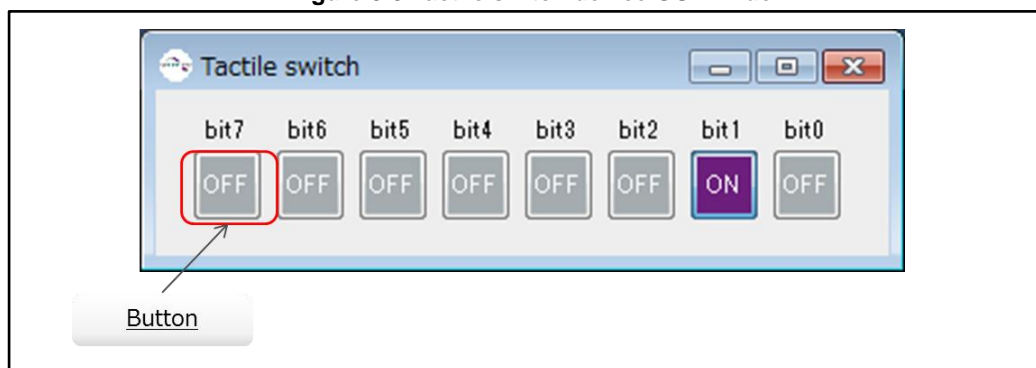 Tactile switch
bit7 bit6 bit5 bit4 bit3 bit2 bit1 bit0
OFF OFF OFF OFF OFF OFF ON OFF
Button